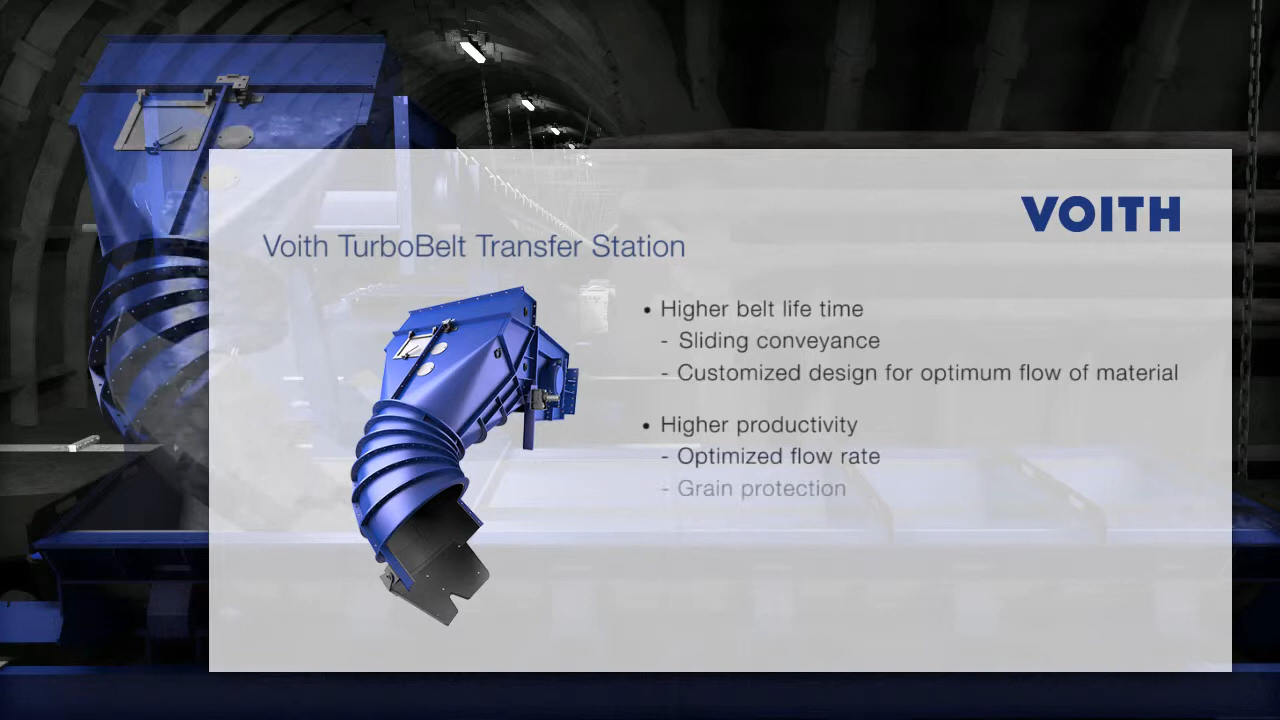 VOITH
Voith TurboBelt Transfer Station
• Higher belt life time
- Sliding conveyance
- Customized design for optimum flow of material
• Higher productivity
- Optimized flow rate
- Grain protection